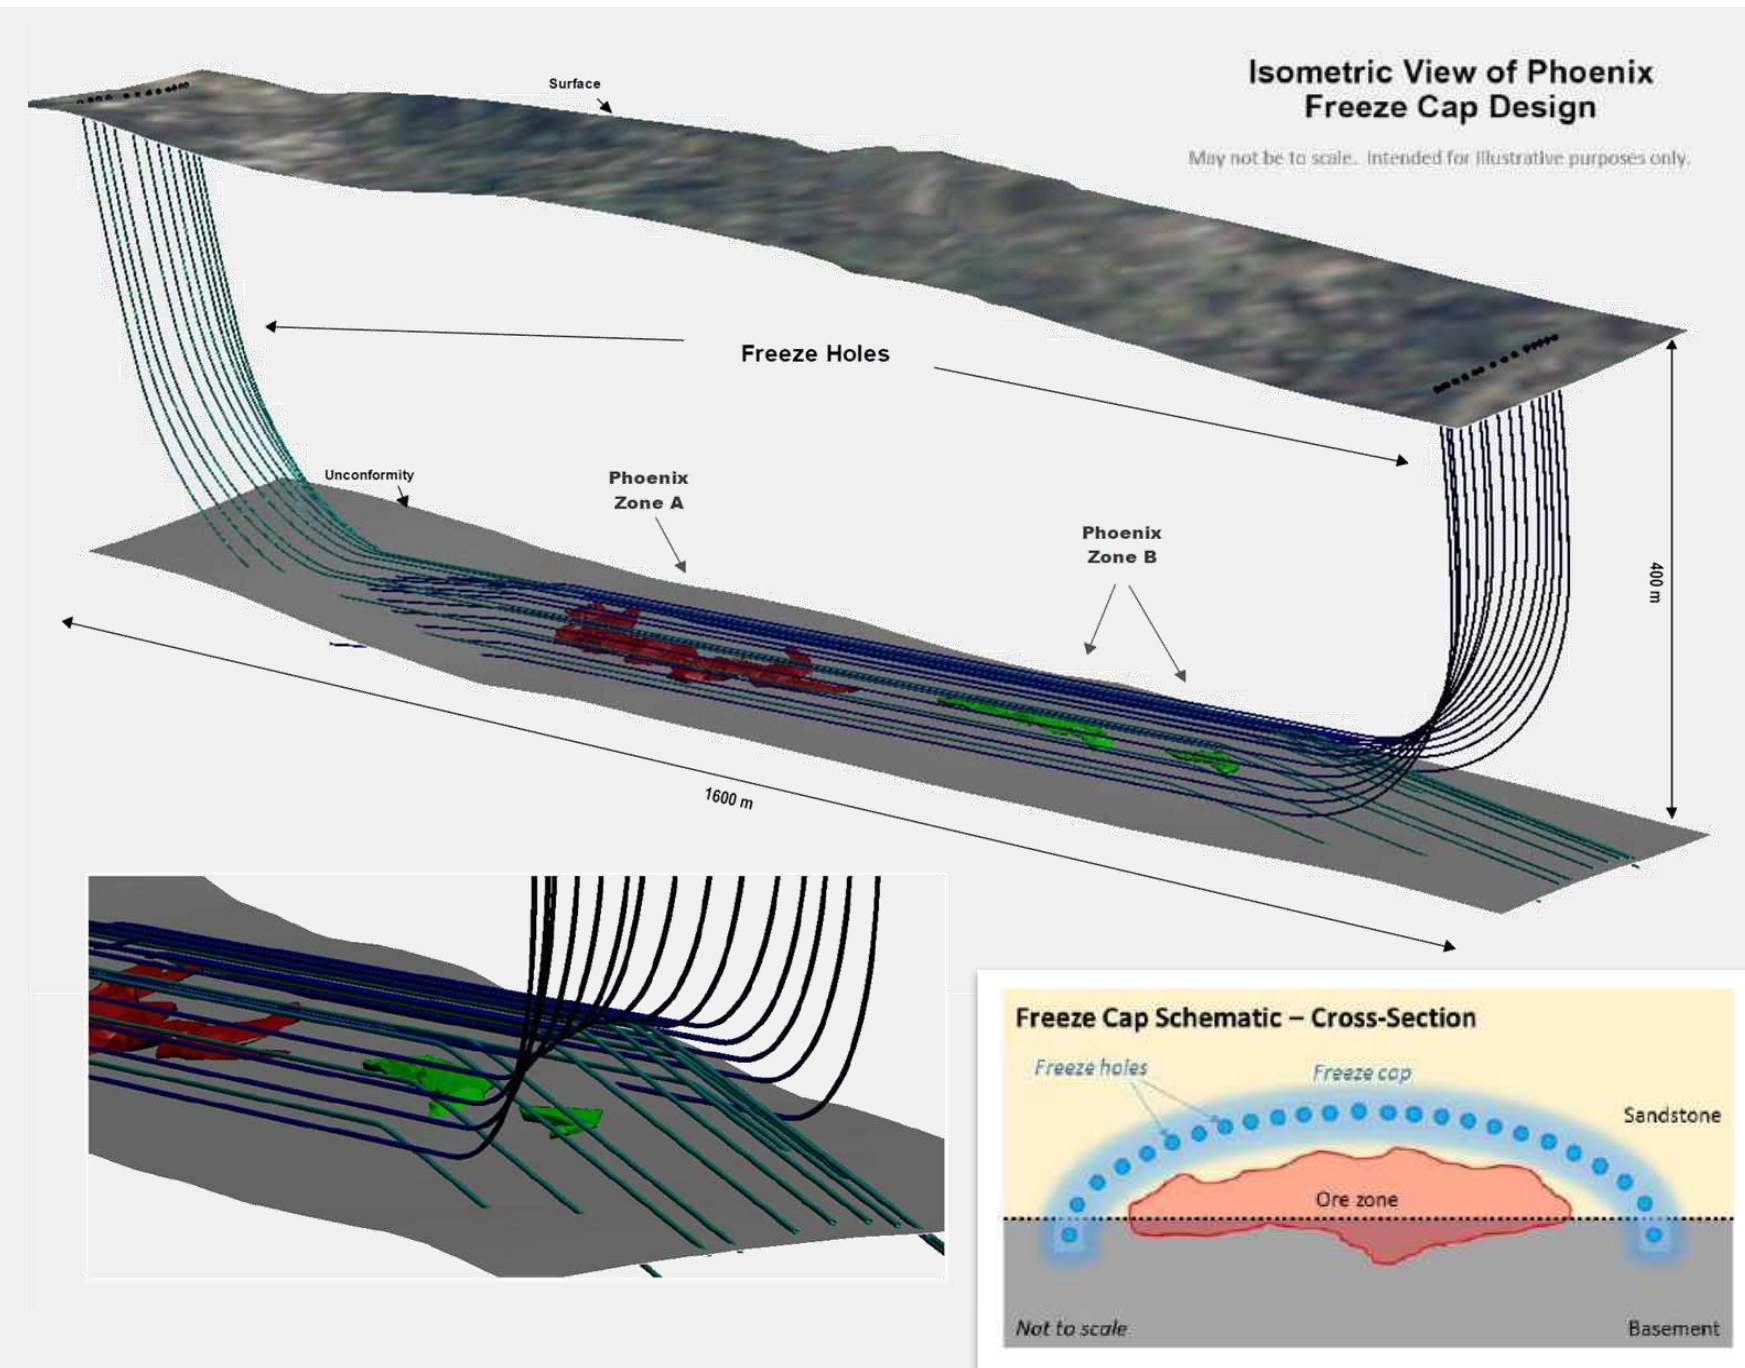 Isometric View of Phoenix
Freeze Cap Design
May not be to scale. Intended for illustrative purposes only.
Surface
Freeze Holes
Unconformity
Phoenix
Zone A
Phoenix
Zone B
400 m
1600 m
Freeze Cap Schematic – Cross-Section
Freeze holes
Freeze cap
Sandstone
Ore zone
Not to scale
Basement